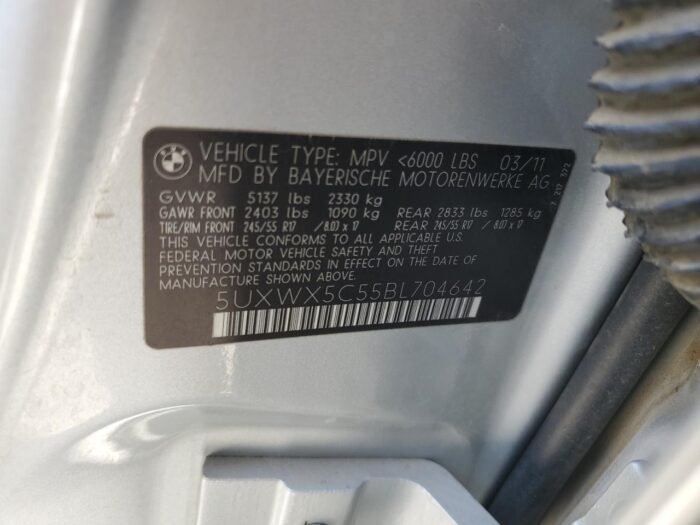 VEHICLE TYPE: MPV <6000 LBS 03/11
MFD BY BAYERISCHE MOTORENWERKE AG
GVWR 5137 lbs 2330 kg
GAWR FRONT 2403 lbs 1090 kg REAR 2833 lbs 1285 kg
TIRE/RIM FRONT 245/55 R17 / 8.0J x 17 REAR 245/55 R17 / 8.0J x 17
THIS VEHICLE CONFORMS TO ALL APPLICABLE U.S.
FEDERAL MOTOR VEHICLE SAFETY AND THEFT
PREVENTION STANDARDS IN EFFECT ON THE DATE OF
MANUFACTURE SHOWN ABOVE.
5UXWX5C55BL704642
7 217 372